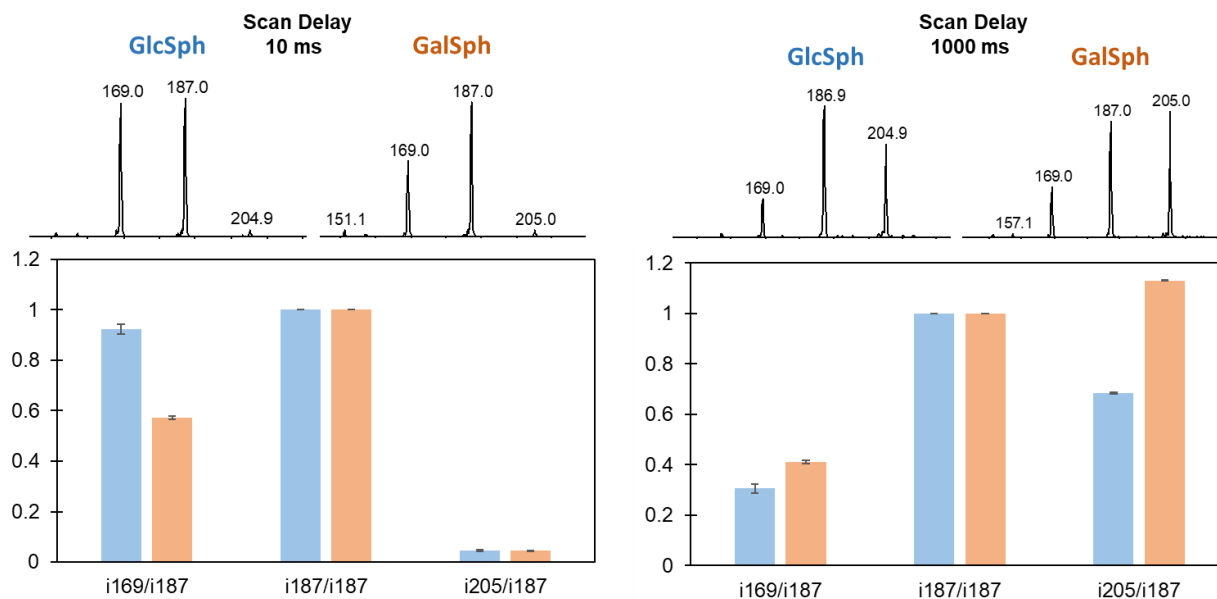 Scan Delay
10 ms
GlcSph
GalSph
169.0
187.0
204.9
151.1
169.0
187.0
205.0
1.2
1
0.8
0.6
0.4
0.2
0
i169/i187
i187/i187
i205/i187
Scan Delay
1000 ms
GlcSph
GalSph
169.0
186.9
204.9
157.1
169.0
187.0
205.0
1.2
1
0.8
0.6
0.4
0.2
0
i169/i187
i187/i187
i205/i187